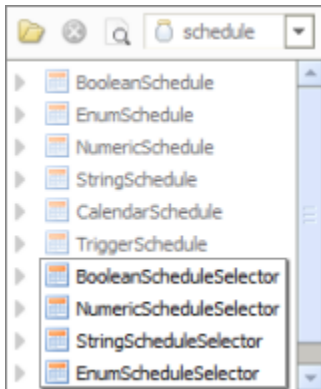 schedule
BooleanSchedule
EnumSchedule
NumericSchedule
StringSchedule
CalendarSchedule
TriggerSchedule
BooleanScheduleSelector
NumericScheduleSelector
StringScheduleSelector
EnumScheduleSelector